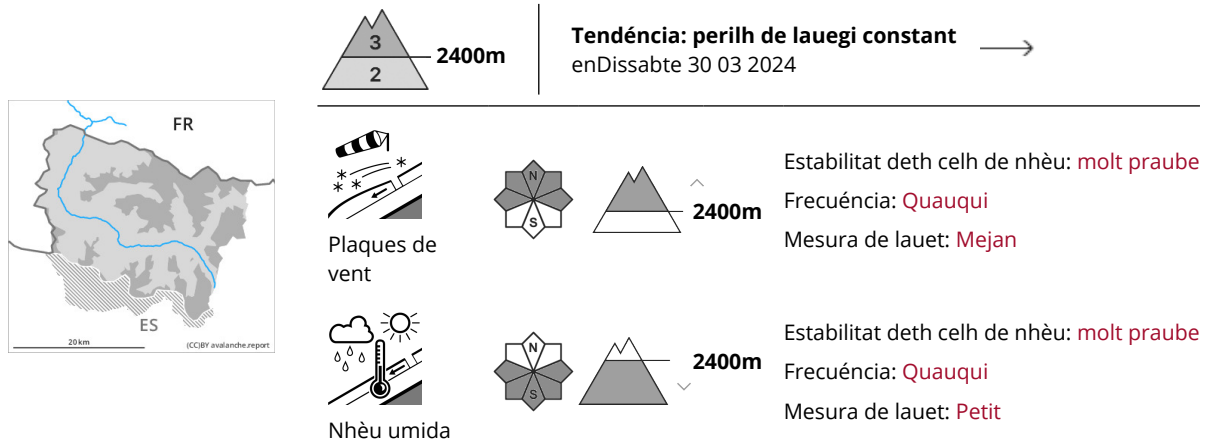 3
2
2400m
Tendéncia: perilh de lauegi constant
enDissabte 30 03 2024
FR
ES
20 km
(CC)BY avalanche.report
Plaques de
vent
N
S
2400m
Estabilitat deth celh de nhèu: molt praube
Frecuéncia: Quauqui
Mesura de lauet: Mejan
Nhèu umida
N
S
2400m
Estabilitat deth celh de nhèu: molt praube
Frecuéncia: Quauqui
Mesura de lauet: Petit